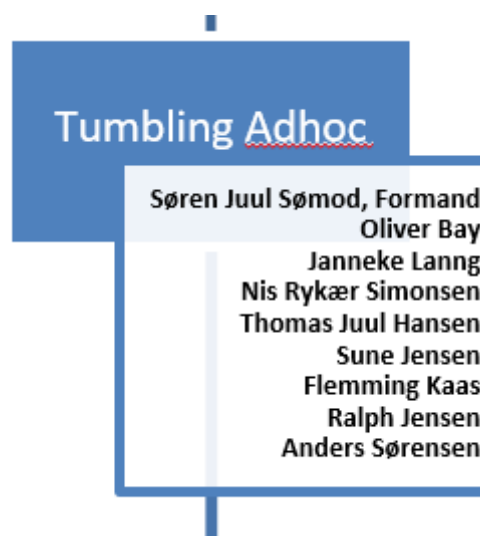 Tumbling Adhoc
Søren Juul Sømod, Formand
Oliver Bay
Janneke Lanng
Nis Rykær Simonsen
Thomas Juul Hansen
Sune Jensen
Flemming Kaas
Ralph Jensen
Anders Sørensen